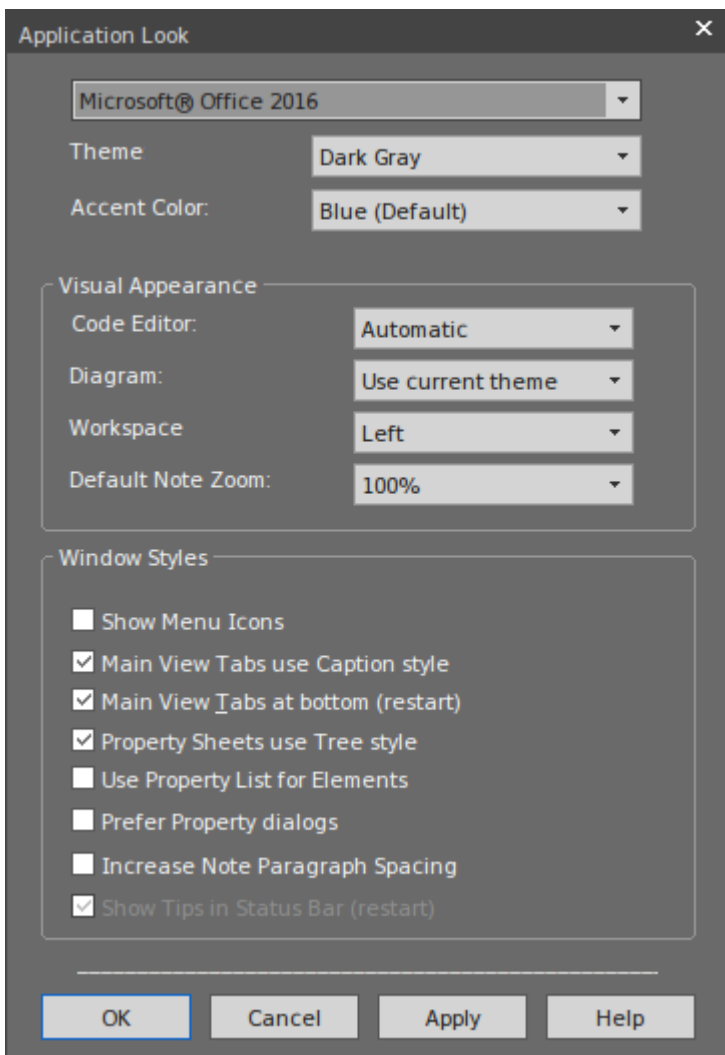 Application Look
Microsoft® Office 2016
Theme Dark Gray
Accent Color: Blue (Default)
Visual Appearance
Code Editor: Automatic
Diagram: Use current theme
Workspace Left
Default Note Zoom: 100%
Window Styles
Show Menu Icons
Main View Tabs use Caption style
Main View Tabs at bottom (restart)
Property Sheets use Tree style
Use Property List for Elements
Prefer Property dialogs
Increase Note Paragraph Spacing
Show Tips in Status Bar (restart)
OK Cancel Apply Help